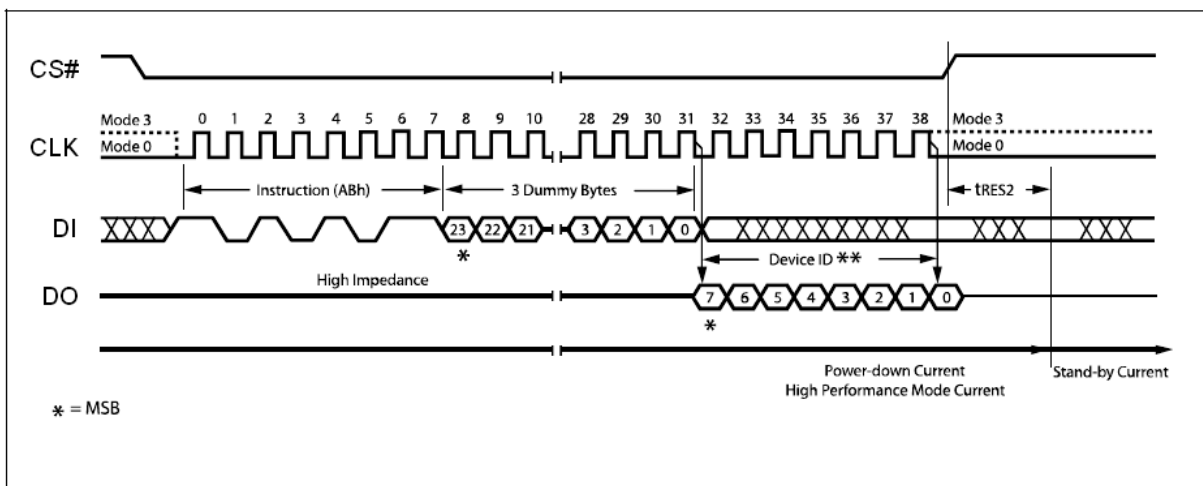 CS#
Mode 3 0 1 2 3 4 5 6 7 8 9 10 28 29 30 31 32 33 34 35 36 37 38 Mode 3
CLK Mode 0 Mode 0
Instruction (ABh) 3 Dummy Bytes tRES2
DI 23 22 21 3 2 1 0
* Device ID **
High Impedance
DO 7 6 5 4 3 2 1 0
*
Power-down Current Stand-by Current
High Performance Mode Current
* = MSB